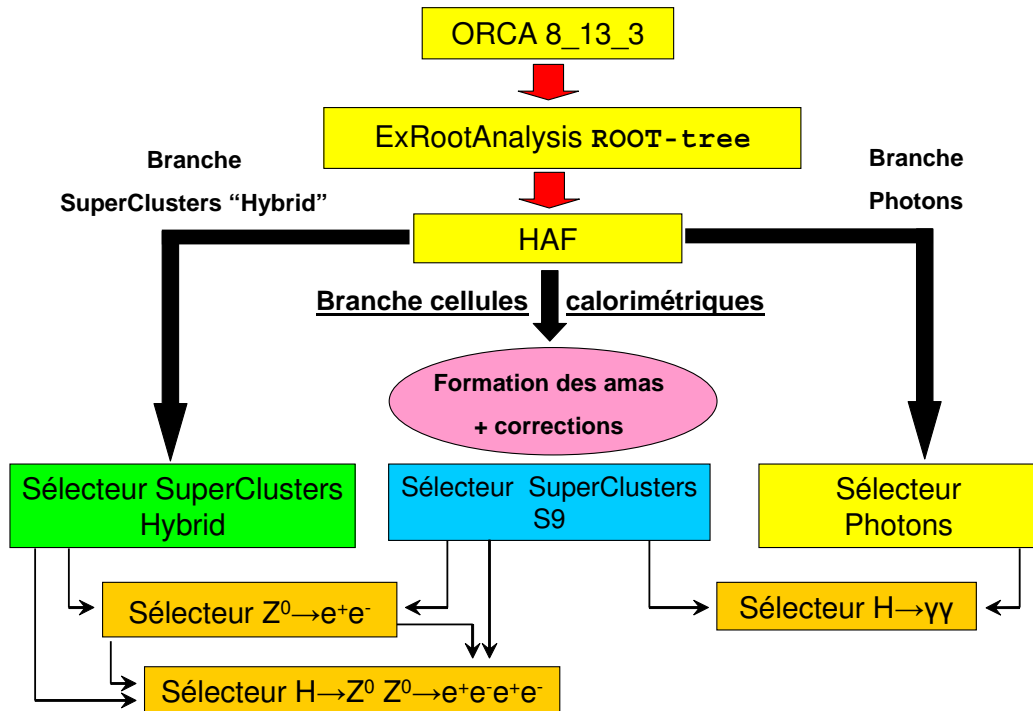 ORCA 8_13_3
ExRootAnalysis ROOT-tree
Branche
SuperClusters “Hybrid”
Branche
Photons
HAF
Branche cellules calorimétriques
Formation des amas
+ corrections
Sélecteur SuperClusters
Hybrid
Sélecteur SuperClusters
S9
Sélecteur
Photons
Sélecteur Z⁰→e⁺e⁻
Sélecteur H→γγ
Sélecteur H→Z⁰ Z⁰→e⁺e⁻e⁺e⁻